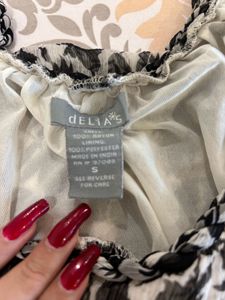 dELiA*s
100% RAYON
LINING:
100% POLYESTER
MADE IN INDIA
S
SEE REVERSE
FOR CARE